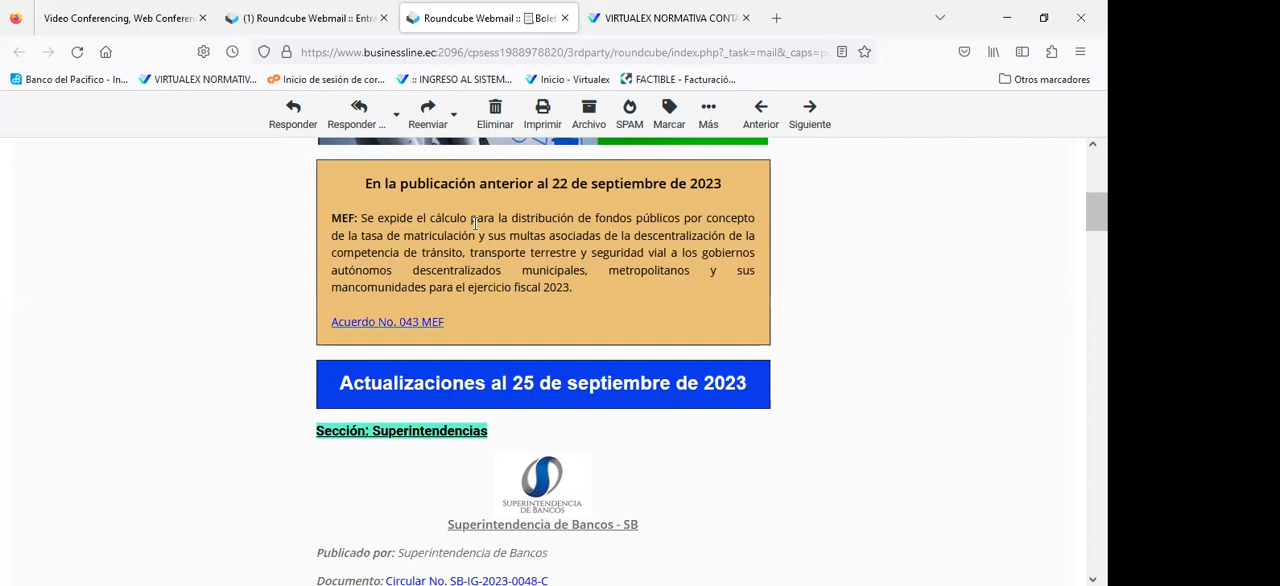 Video Conferencing, Web Conferen
(1) Roundcube Webmail :: Entra
Roundcube Webmail :: Bolet
VIRTUALEX NORMATIVA CONTA
https://www.businessline.ec:2096/cpsess1988978820/3rdparty/roundcube/index.php?_task=mail&_caps=p
Banco del Pacifico - In...
VIRTUALEX NORMATIV...
Inicio de sesión de cor...
:: INGRESO AL SISTEM...
Inicio - Virtualex
FACTIBLE - Facturació...
Otros marcadores
Responder
Responder ...
Reenviar
Eliminar
Imprimir
Archivo
SPAM
Marcar
Más
Anterior
Siguiente
En la publicación anterior al 22 de septiembre de 2023
MEF: Se expide el cálculo para la distribución de fondos públicos por concepto
de la tasa de matriculación y sus multas asociadas de la descentralización de la
competencia de tránsito, transporte terrestre y seguridad vial a los gobiernos
autónomos descentralizados municipales, metropolitanos y sus
mancomunidades para el ejercicio fiscal 2023.
Acuerdo No. 043 MEF
Actualizaciones al 25 de septiembre de 2023
Sección: Superintendencias
SUPERINTENDENCIA
DE BANCOS
Superintendencia de Bancos - SB
Publicado por: Superintendencia de Bancos
Documento: Circular No. SB-IG-2023-0048-C